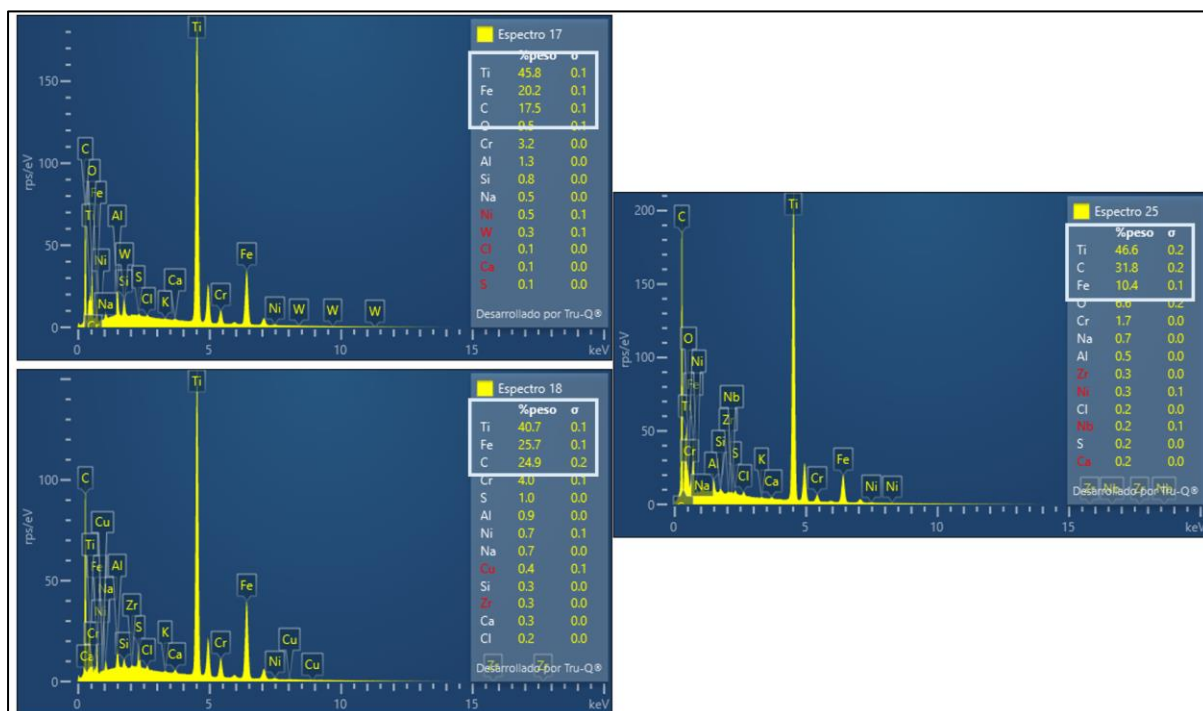 Espectro 17
%peso σ
Ti 45.8 0.1
Fe 20.2 0.1
C 17.5 0.1
O 9.5 0.1
Cr 3.2 0.0
Al 1.3 0.0
Si 0.8 0.0
Na 0.5 0.0
Ni 0.5 0.1
W 0.3 0.1
Cl 0.1 0.0
Ca 0.1 0.0
S 0.1 0.0
Desarrollado por Tru-Q®
rps/eV
150
100
50
0
0 5 10 15 keV
Ti
C
O
Fe
T
Al
Ni
W
Si
Na
S
Cl
K
Ca
Cr
Fe
Ni
W
W
W
Espectro 18
%peso σ
Ti 40.7 0.1
Fe 25.7 0.1
C 24.9 0.2
Cr 4.0 0.1
S 1.0 0.0
Al 0.9 0.0
Ni 0.7 0.1
Na 0.7 0.0
Cu 0.4 0.1
Si 0.3 0.0
Zr 0.3 0.0
Ca 0.3 0.0
Cl 0.2 0.0
Desarrollado por Tru-Q®
rps/eV
100
50
0
0 5 keV
Ti
C
Cu
Ti
Fe
Al
Na
Ni
Zr
Cr
S
Si
Cl
K
Ca
Ca
Cr
Fe
Ni
Cu
Cu
Espectro 25
%peso σ
Ti 46.6 0.2
C 31.8 0.2
Fe 10.4 0.1
O 6.6 0.2
Cr 1.7 0.0
Na 0.7 0.0
Al 0.5 0.0
Zr 0.3 0.0
Ni 0.3 0.1
Cl 0.2 0.0
Nb 0.2 0.1
S 0.2 0.0
Ca 0.2 0.0
Desarrollado por Tru-Q®
rps/eV
200
150
100
50
0
0 5 10 15 keV
Ti
C
O
Ni
Fe
Nb
T
Zr
Si
S
Cr
Al
K
Cl
Na
Ca
Cr
Fe
Ni
Ni